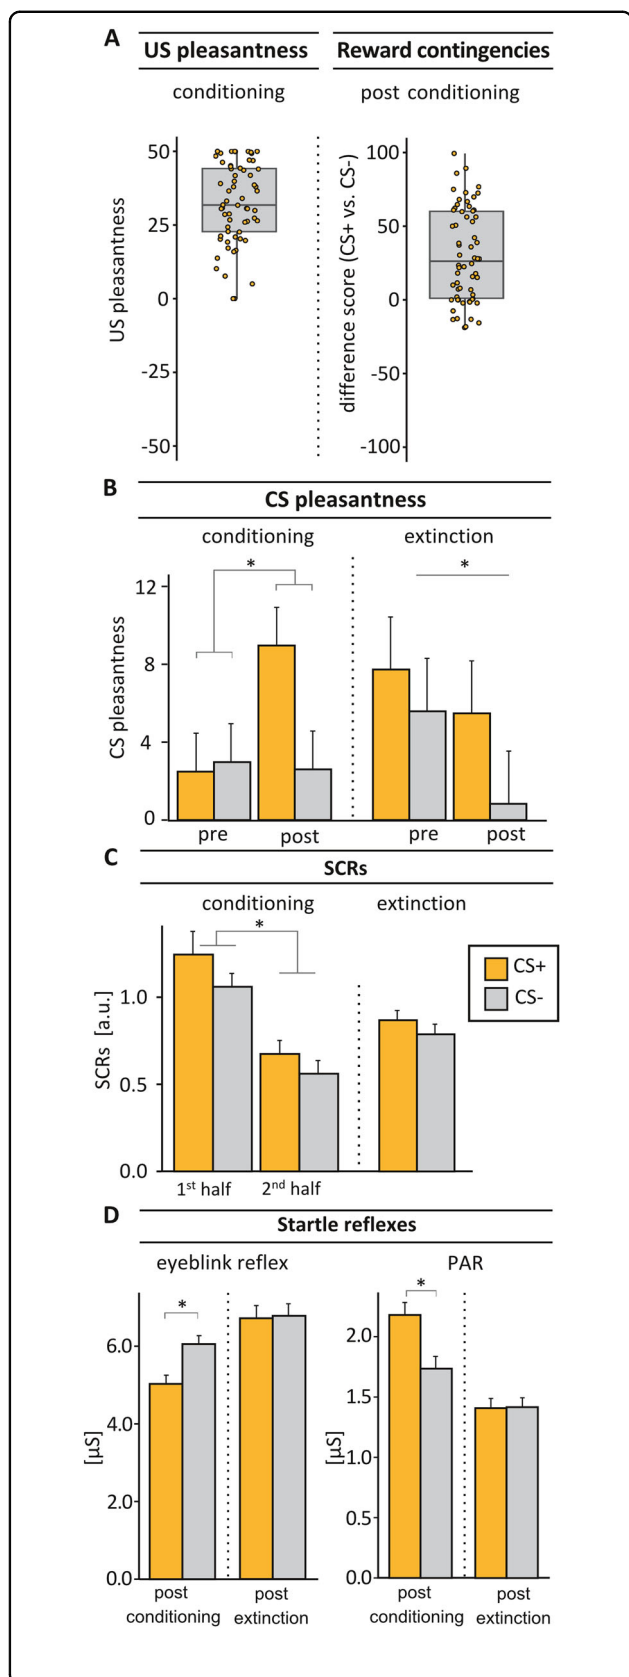 A US pleasantness Reward contingencies
conditioning post conditioning
US pleasantness
50
25
0
-25
-50
difference score (CS+ vs. CS-)
100
50
0
-50
-100
B CS pleasantness
conditioning extinction
* *
CS pleasantness
12
8
4
0
pre post pre post
C SCRs
conditioning extinction
*
SCRs [a.u.]
1.0
0.5
0.0
1st half 2nd half
CS+
CS-
D Startle reflexes
eyeblink reflex PAR
* *
[µS]
6.0
4.0
2.0
0.0
[µS]
2.0
1.5
1.0
0.5
0.0
post post post post
conditioning extinction conditioning extinction